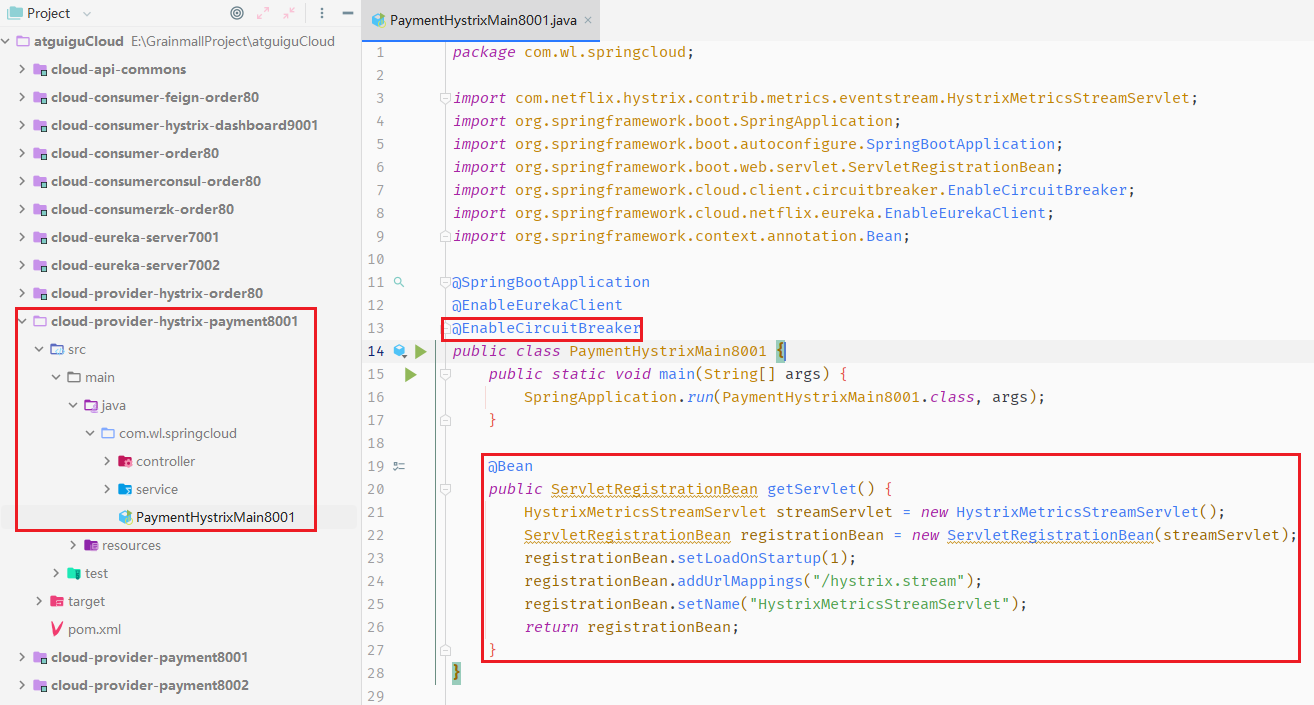 Project
atguiguCloud E:\GrainmallProject\atguiguCloud
cloud-api-commons
cloud-consumer-feign-order80
cloud-consumer-hystrix-dashboard9001
cloud-consumer-order80
cloud-consumerconsul-order80
cloud-consumerzk-order80
cloud-eureka-server7001
cloud-eureka-server7002
cloud-provider-hystrix-order80
cloud-provider-hystrix-payment8001
src
main
java
com.wl.springcloud
controller
service
PaymentHystrixMain8001
resources
test
target
pom.xml
cloud-provider-payment8001
cloud-provider-payment8002
PaymentHystrixMain8001.java
1 package com.wl.springcloud;
2
3 import com.netflix.hystrix.contrib.metrics.eventstream.HystrixMetricsStreamServlet;
4 import org.springframework.boot.SpringApplication;
5 import org.springframework.boot.autoconfigure.SpringBootApplication;
6 import org.springframework.boot.web.servlet.ServletRegistrationBean;
7 import org.springframework.cloud.client.circuitbreaker.EnableCircuitBreaker;
8 import org.springframework.cloud.netflix.eureka.EnableEurekaClient;
9 import org.springframework.context.annotation.Bean;
10
11 @SpringBootApplication
12 @EnableEurekaClient
13 @EnableCircuitBreaker
14 public class PaymentHystrixMain8001 {
15     public static void main(String[] args) {
16         SpringApplication.run(PaymentHystrixMain8001.class, args);
17     }
18
19     @Bean
20     public ServletRegistrationBean getServlet() {
21         HystrixMetricsStreamServlet streamServlet = new HystrixMetricsStreamServlet();
22         ServletRegistrationBean registrationBean = new ServletRegistrationBean(streamServlet);
23         registrationBean.setLoadOnStartup(1);
24         registrationBean.addUrlMappings("/hystrix.stream");
25         registrationBean.setName("HystrixMetricsStreamServlet");
26         return registrationBean;
27     }
28 }
29